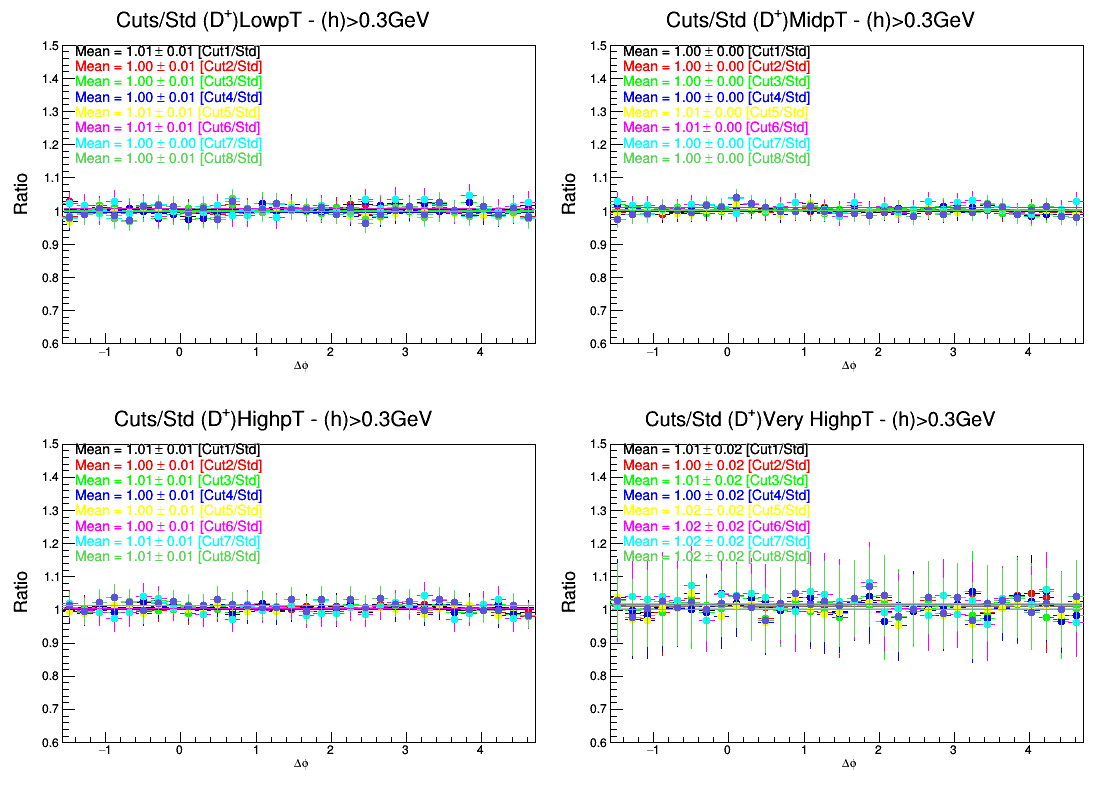 Cuts/Std (D+)LowpT - (h)>0.3GeV
1.5
Mean = 1.01 ± 0.01 [Cut1/Std]
Mean = 1.00 ± 0.01 [Cut2/Std]
Mean = 1.00 ± 0.01 [Cut3/Std]
Mean = 1.00 ± 0.01 [Cut4/Std]
Mean = 1.01 ± 0.01 [Cut5/Std]
Mean = 1.01 ± 0.01 [Cut6/Std]
Mean = 1.00 ± 0.00 [Cut7/Std]
Mean = 1.00 ± 0.01 [Cut8/Std]
1.4
1.3
1.2
1.1
1
0.9
0.8
0.7
0.6
Ratio
−1 0 1 2 3 4
Δϕ
Cuts/Std (D+)MidpT - (h)>0.3GeV
1.5
Mean = 1.00 ± 0.00 [Cut1/Std]
Mean = 1.00 ± 0.00 [Cut2/Std]
Mean = 1.00 ± 0.00 [Cut3/Std]
Mean = 1.00 ± 0.00 [Cut4/Std]
Mean = 1.01 ± 0.00 [Cut5/Std]
Mean = 1.01 ± 0.00 [Cut6/Std]
Mean = 1.00 ± 0.00 [Cut7/Std]
Mean = 1.00 ± 0.00 [Cut8/Std]
1.4
1.3
1.2
1.1
1
0.9
0.8
0.7
0.6
Ratio
−1 0 1 2 3 4
Δϕ
Cuts/Std (D+)HighpT - (h)>0.3GeV
1.5
Mean = 1.01 ± 0.01 [Cut1/Std]
Mean = 1.00 ± 0.01 [Cut2/Std]
Mean = 1.01 ± 0.01 [Cut3/Std]
Mean = 1.00 ± 0.01 [Cut4/Std]
Mean = 1.00 ± 0.01 [Cut5/Std]
Mean = 1.00 ± 0.01 [Cut6/Std]
Mean = 1.01 ± 0.01 [Cut7/Std]
Mean = 1.01 ± 0.01 [Cut8/Std]
1.4
1.3
1.2
1.1
1
0.9
0.8
0.7
0.6
Ratio
−1 0 1 2 3 4
Δϕ
Cuts/Std (D+)Very HighpT - (h)>0.3GeV
1.5
Mean = 1.01 ± 0.02 [Cut1/Std]
Mean = 1.00 ± 0.02 [Cut2/Std]
Mean = 1.01 ± 0.02 [Cut3/Std]
Mean = 1.00 ± 0.02 [Cut4/Std]
Mean = 1.02 ± 0.02 [Cut5/Std]
Mean = 1.02 ± 0.02 [Cut6/Std]
Mean = 1.02 ± 0.02 [Cut7/Std]
Mean = 1.02 ± 0.02 [Cut8/Std]
1.4
1.3
1.2
1.1
1
0.9
0.8
0.7
0.6
Ratio
−1 0 1 2 3 4
Δϕ